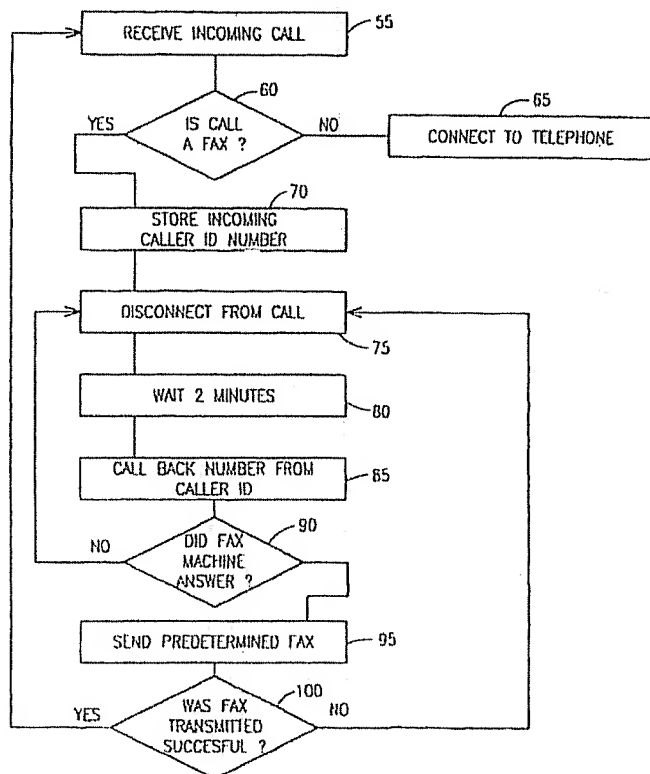 RECEIVE INCOMING CALL
55
60
IS CALL
A FAX ?
YES
NO
65
CONNECT TO TELEPHONE
70
STORE INCOMING
CALLER ID NUMBER
DISCONNECT FROM CALL
75
WAIT 2 MINUTES
80
CALL BACK NUMBER FROM
CALLER ID
85
90
NO
DID FAX
MACHINE
ANSWER ?
SEND PREDETERMINED FAX
95
100
YES
WAS FAX
TRANSMITTED
SUCCESFUL ?
NO